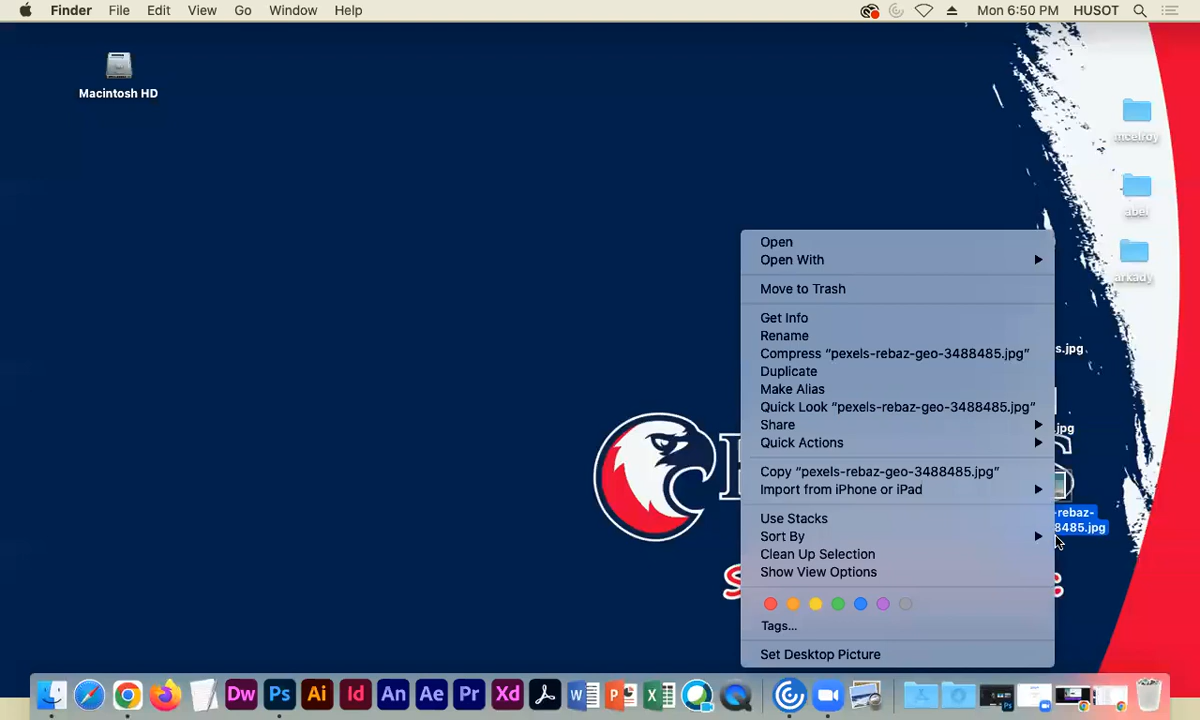 Finder File Edit View Go Window Help
Mon 6:50 PM HUSOT
Macintosh HD
mcelroy
abel
arkady
Open
Open With
Move to Trash
Get Info
Rename
s.jpg
Compress “pexels-rebaz-geo-3488485.jpg”
Duplicate
Make Alias
Quick Look “pexels-rebaz-geo-3488485.jpg”
Share
.jpg
Quick Actions
Copy “pexels-rebaz-geo-3488485.jpg”
Import from iPhone or iPad
-rebaz-
8485.jpg
Use Stacks
Sort By
Clean Up Selection
Show View Options
Tags...
Set Desktop Picture
Dw Ps Ai Id An Ae Pr Xd